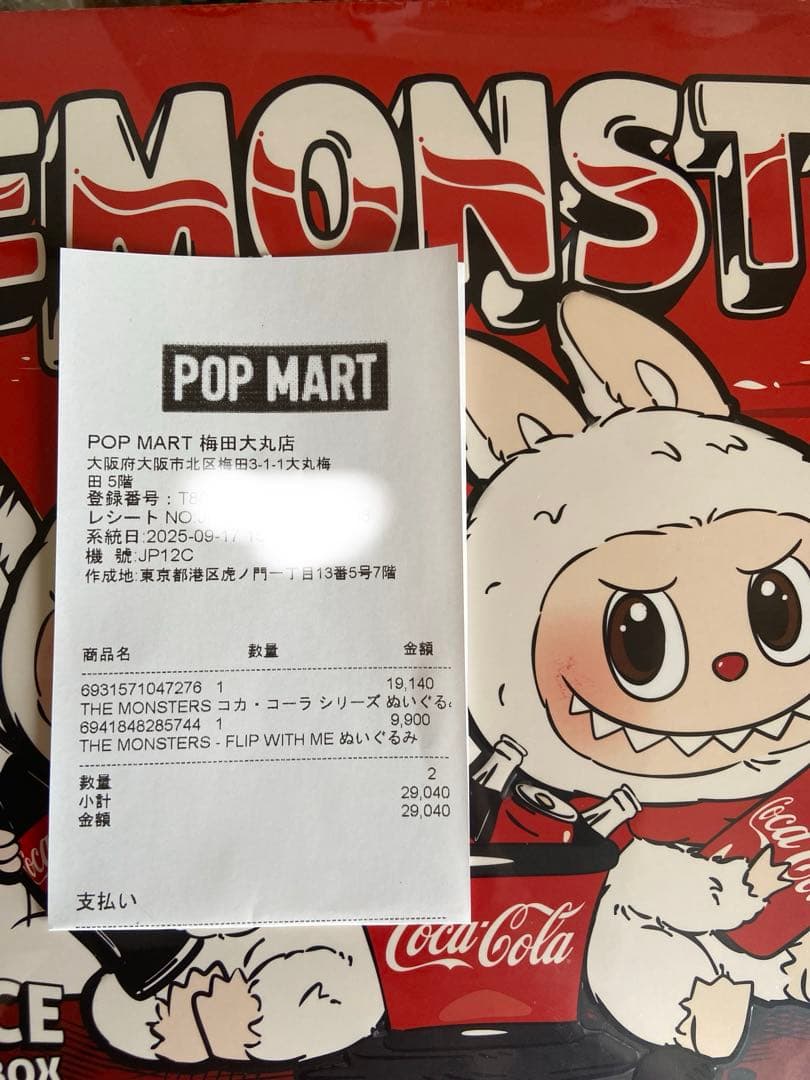 EMONST
POP MART
POP MART 梅田大丸店
大阪府大阪市北区梅田3-1-1大丸梅
田 5階
登録番号：T8
レシート NO.
系統日:2025-09-17
機 號:JP12C
作成地:東京都港区虎ノ門一丁目13番5号7階
商品名 數量 金額
6931571047276 1 19,140
THE MONSTERS コカ・コーラ シリーズ ぬいぐる
6941848285744 1 9,900
THE MONSTERS - FLIP WITH ME ぬいぐるみ
數量 2
小計 29,040
金額 29,040
支払い
Coca-Cola
Coca-Cola
CE
BOX